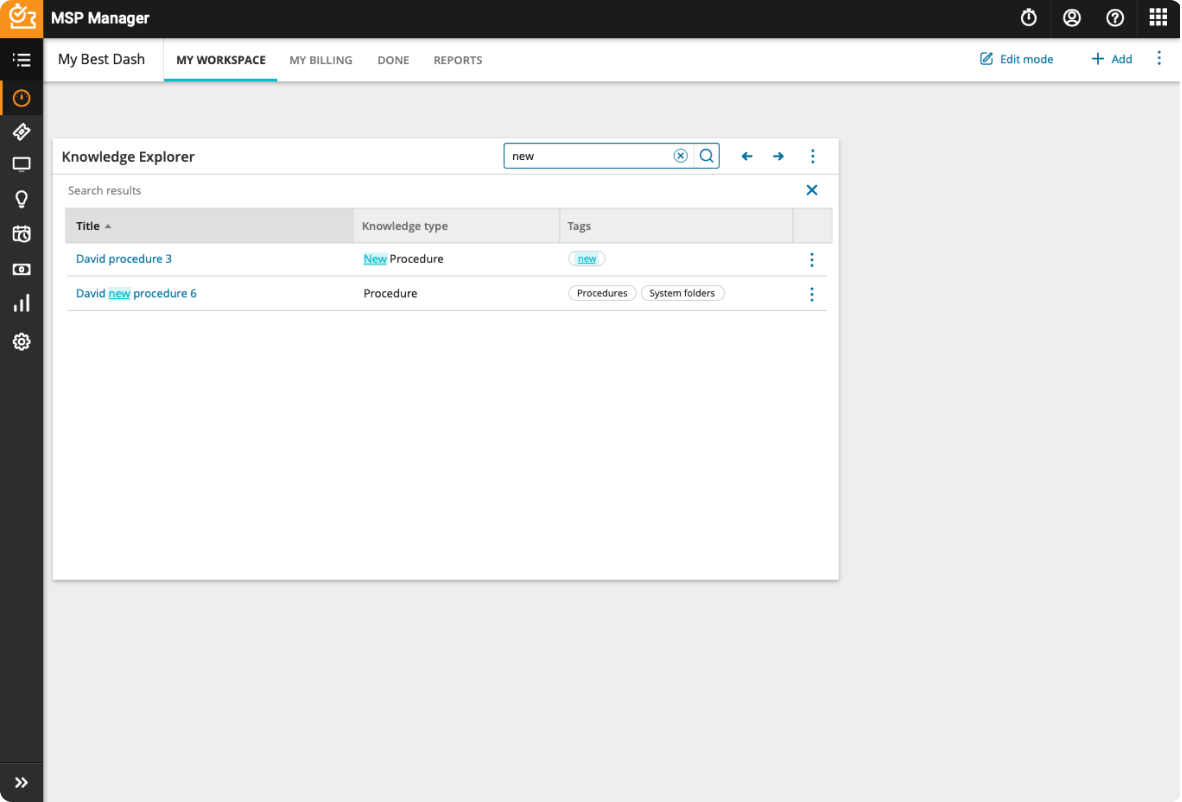 MSP Manager
My Best Dash MY WORKSPACE MY BILLING DONE REPORTS Edit mode Add
Knowledge Explorer new
Search results
Title Knowledge type Tags
David procedure 3 New Procedure new
David new procedure 6 Procedure Procedures System folders